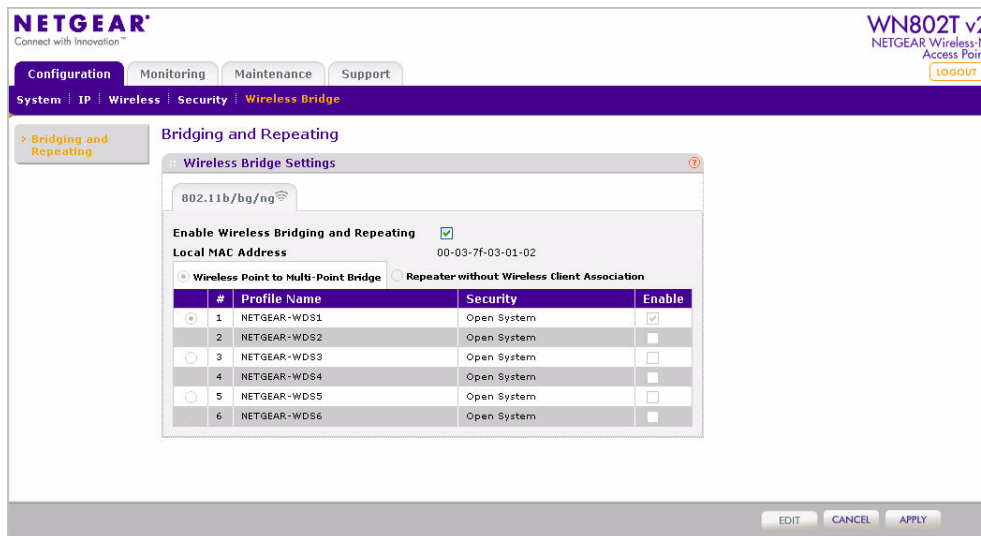 NETGEAR®
Connect with Innovation™
WN802T v2
NETGEAR Wireless-N
Access Point
LOGOUT
Configuration Monitoring Maintenance Support
System IP Wireless Security Wireless Bridge
Bridging and
Repeating
Bridging and Repeating
Wireless Bridge Settings ?
802.11b/bg/ng
Enable Wireless Bridging and Repeating
Local MAC Address 00-03-7f-03-01-02
Wireless Point to Multi-Point Bridge Repeater without Wireless Client Association
# Profile Name Security Enable
1 NETGEAR-WDS1 Open System
2 NETGEAR-WDS2 Open System
3 NETGEAR-WDS3 Open System
4 NETGEAR-WDS4 Open System
5 NETGEAR-WDS5 Open System
6 NETGEAR-WDS6 Open System
EDIT CANCEL APPLY